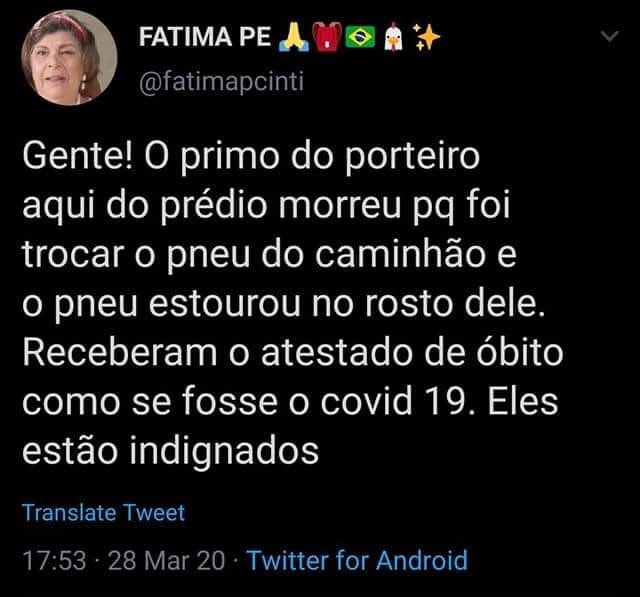 FATIMA PE 🙏🎒🇧🇷🐔✨
@fatimapcinti
Gente! O primo do porteiro
aqui do prédio morreu pq foi
trocar o pneu do caminhão e
o pneu estourou no rosto dele.
Receberam o atestado de óbito
como se fosse o covid 19. Eles
estão indignados
Translate Tweet
17:53 · 28 Mar 20 · Twitter for Android